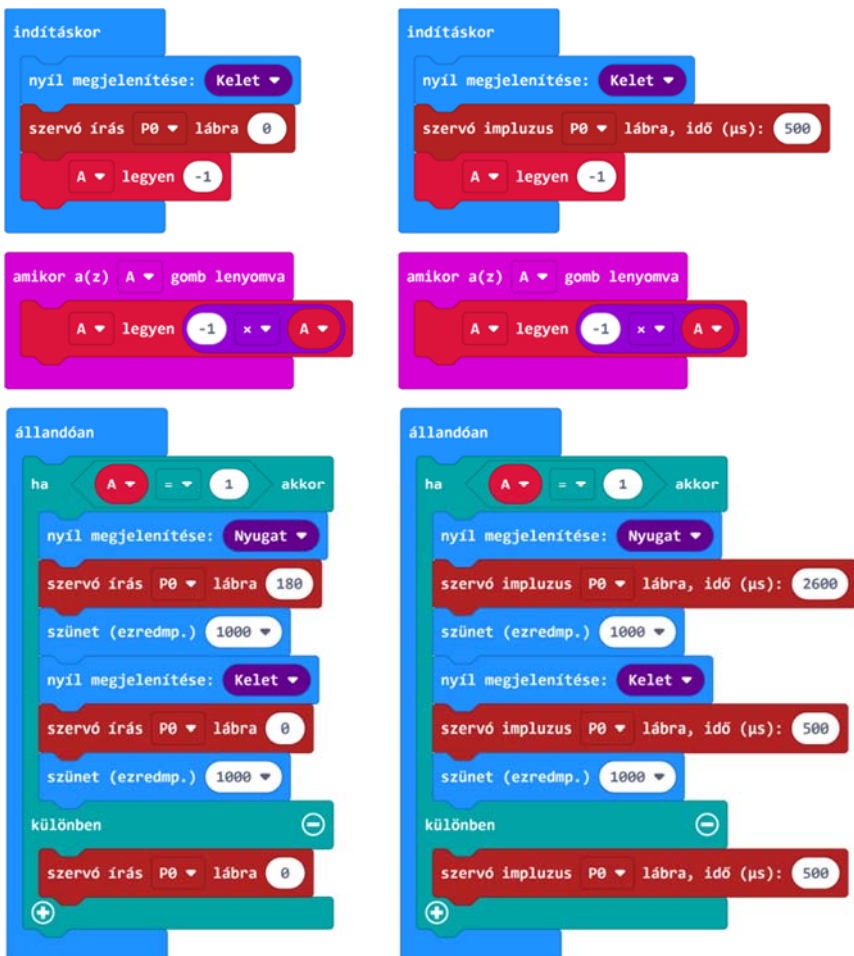 indításkor
nyíl megjelenítése: Kelet
szervó írás P0 lábra 0
A legyen -1
amikor a(z) A gomb lenyomva
A legyen -1 × A
állandóan
ha A = 1 akkor
nyíl megjelenítése: Nyugat
szervó írás P0 lábra 180
szünet (ezredmp.) 1000
nyíl megjelenítése: Kelet
szervó írás P0 lábra 0
szünet (ezredmp.) 1000
különben
szervó írás P0 lábra 0
indításkor
nyíl megjelenítése: Kelet
szervó impluzus P0 lábra, idő (µs): 500
A legyen -1
amikor a(z) A gomb lenyomva
A legyen -1 × A
állandóan
ha A = 1 akkor
nyíl megjelenítése: Nyugat
szervó impluzus P0 lábra, idő (µs): 2600
szünet (ezredmp.) 1000
nyíl megjelenítése: Kelet
szervó impluzus P0 lábra, idő (µs): 500
szünet (ezredmp.) 1000
különben
szervó impluzus P0 lábra, idő (µs): 500